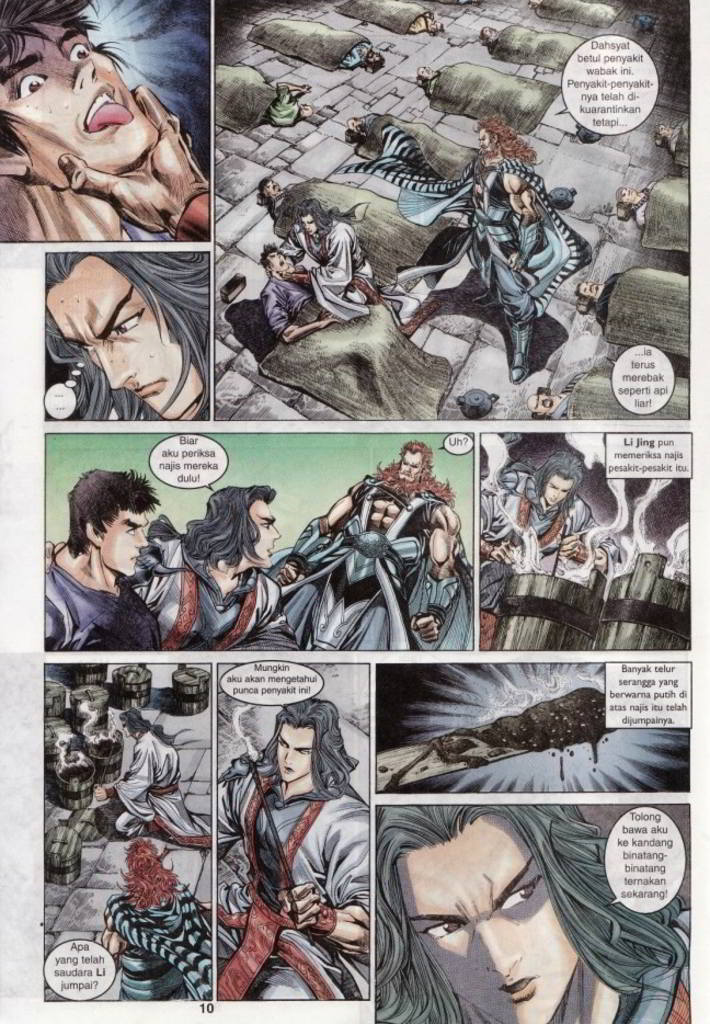 Dahsyat
betul penyakit
wabak ini.
Penyakit-penyakit-
nya telah di-
kuarantinkan
tetapi...
...ia
terus
merebak
seperti api
liar!
...
...
Biar
aku periksa
najis mereka
dulu!
Uh?
Li Jing pun
memeriksa najis
pesakit-pesakit itu.
Apa
yang telah
saudara Li
jumpai?
Mungkin
aku akan mengetahui
punca penyakit ini!
Banyak telur
serangga yang
berwarna putih di
atas najis itu telah
dijumpainya.
Tolong
bawa aku
ke kandang
binatang-
binatang
ternakan
sekarang!
10